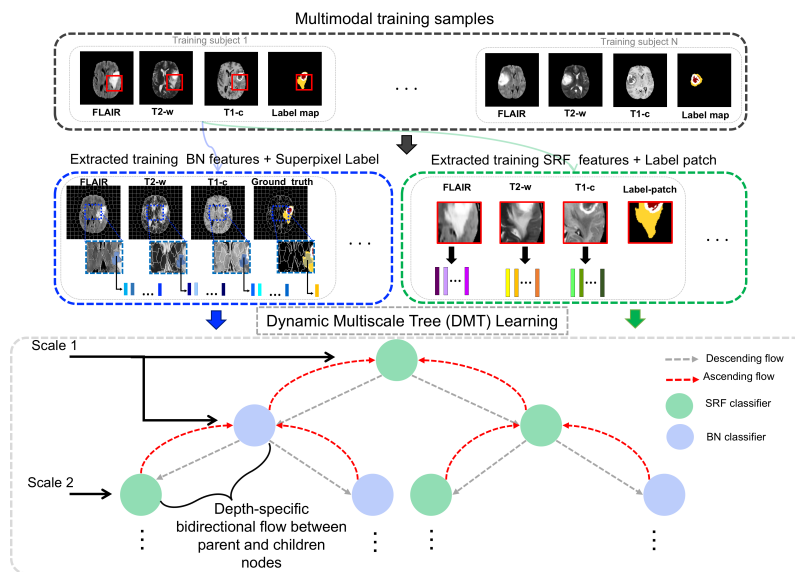 Multimodal training samples
Training subject 1
Training subject N
FLAIR
T2-w
T1-c
Label map
. . .
FLAIR
T2-w
T1-c
Label map
Extracted training BN features + Superpixel Label
Extracted training SRF features + Label patch
FLAIR
T2-w
T1-c
Ground truth
. . .
FLAIR
T2-w
T1-c
Label-patch
. . .
Dynamic Multiscale Tree (DMT) Learning
Scale 1
Descending flow
Ascending flow
SRF classifier
BN classifier
Scale 2
Depth-specific
bidirectional flow between
parent and children
nodes